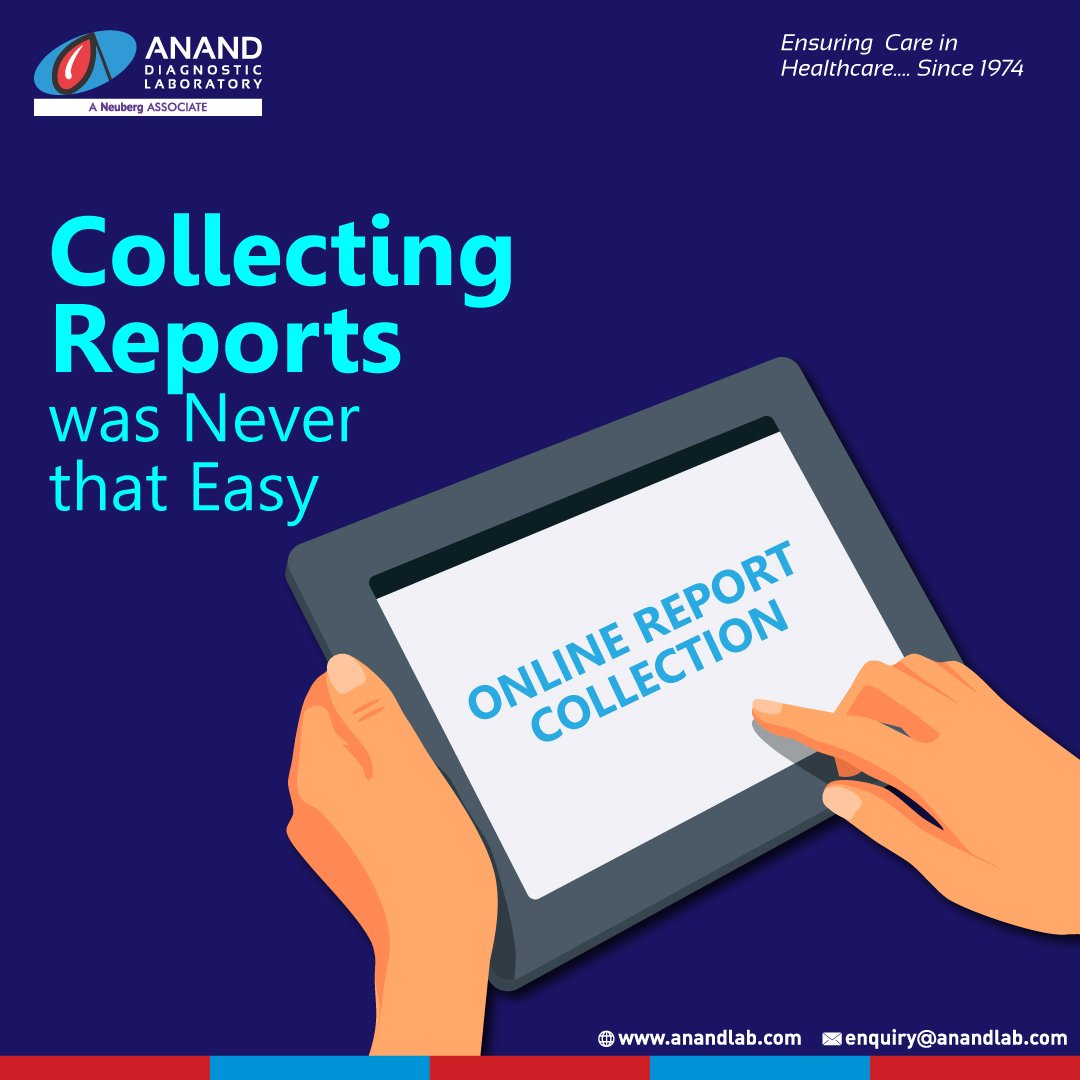 ANAND
DIAGNOSTIC
LABORATORY
A Neuberg ASSOCIATE
Ensuring Care in
Healthcare.... Since 1974
Collecting
Reports
was Never
that Easy
ONLINE REPORT
COLLECTION
www.anandlab.com enquiry@anandlab.com